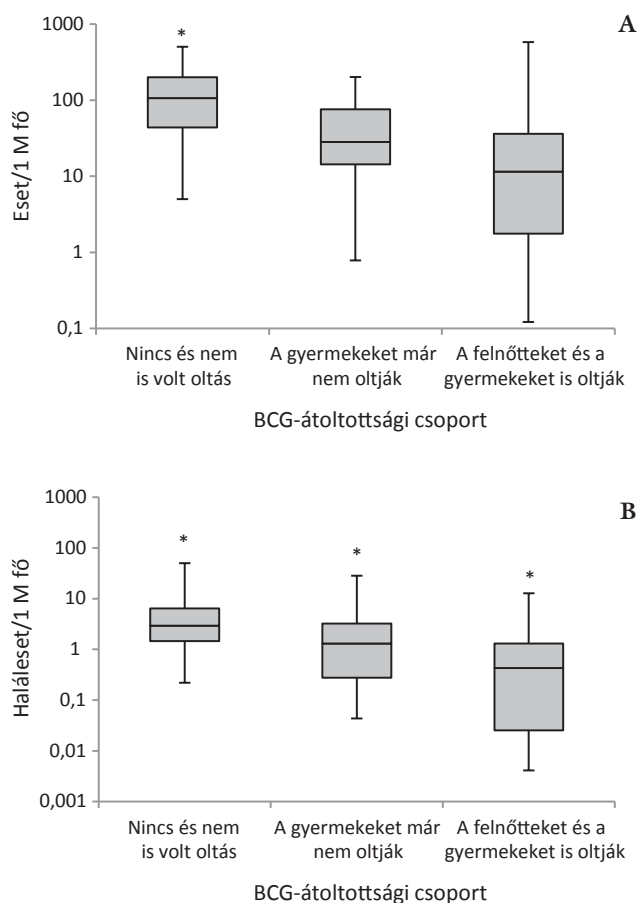 A
1000
100
10
1
0,1
Eset/1 M fő
*
Nincs és nem
is volt oltás
A gyermekeket már
nem oltják
A felnőtteket és a
gyermekeket is oltják
BCG-átoltottsági csoport
B
1000
100
10
1
0,1
0,01
0,001
Haláleset/1 M fő
*
*
*
Nincs és nem
is volt oltás
A gyermekeket már
nem oltják
A felnőtteket és a
gyermekeket is oltják
BCG-átoltottsági csoport